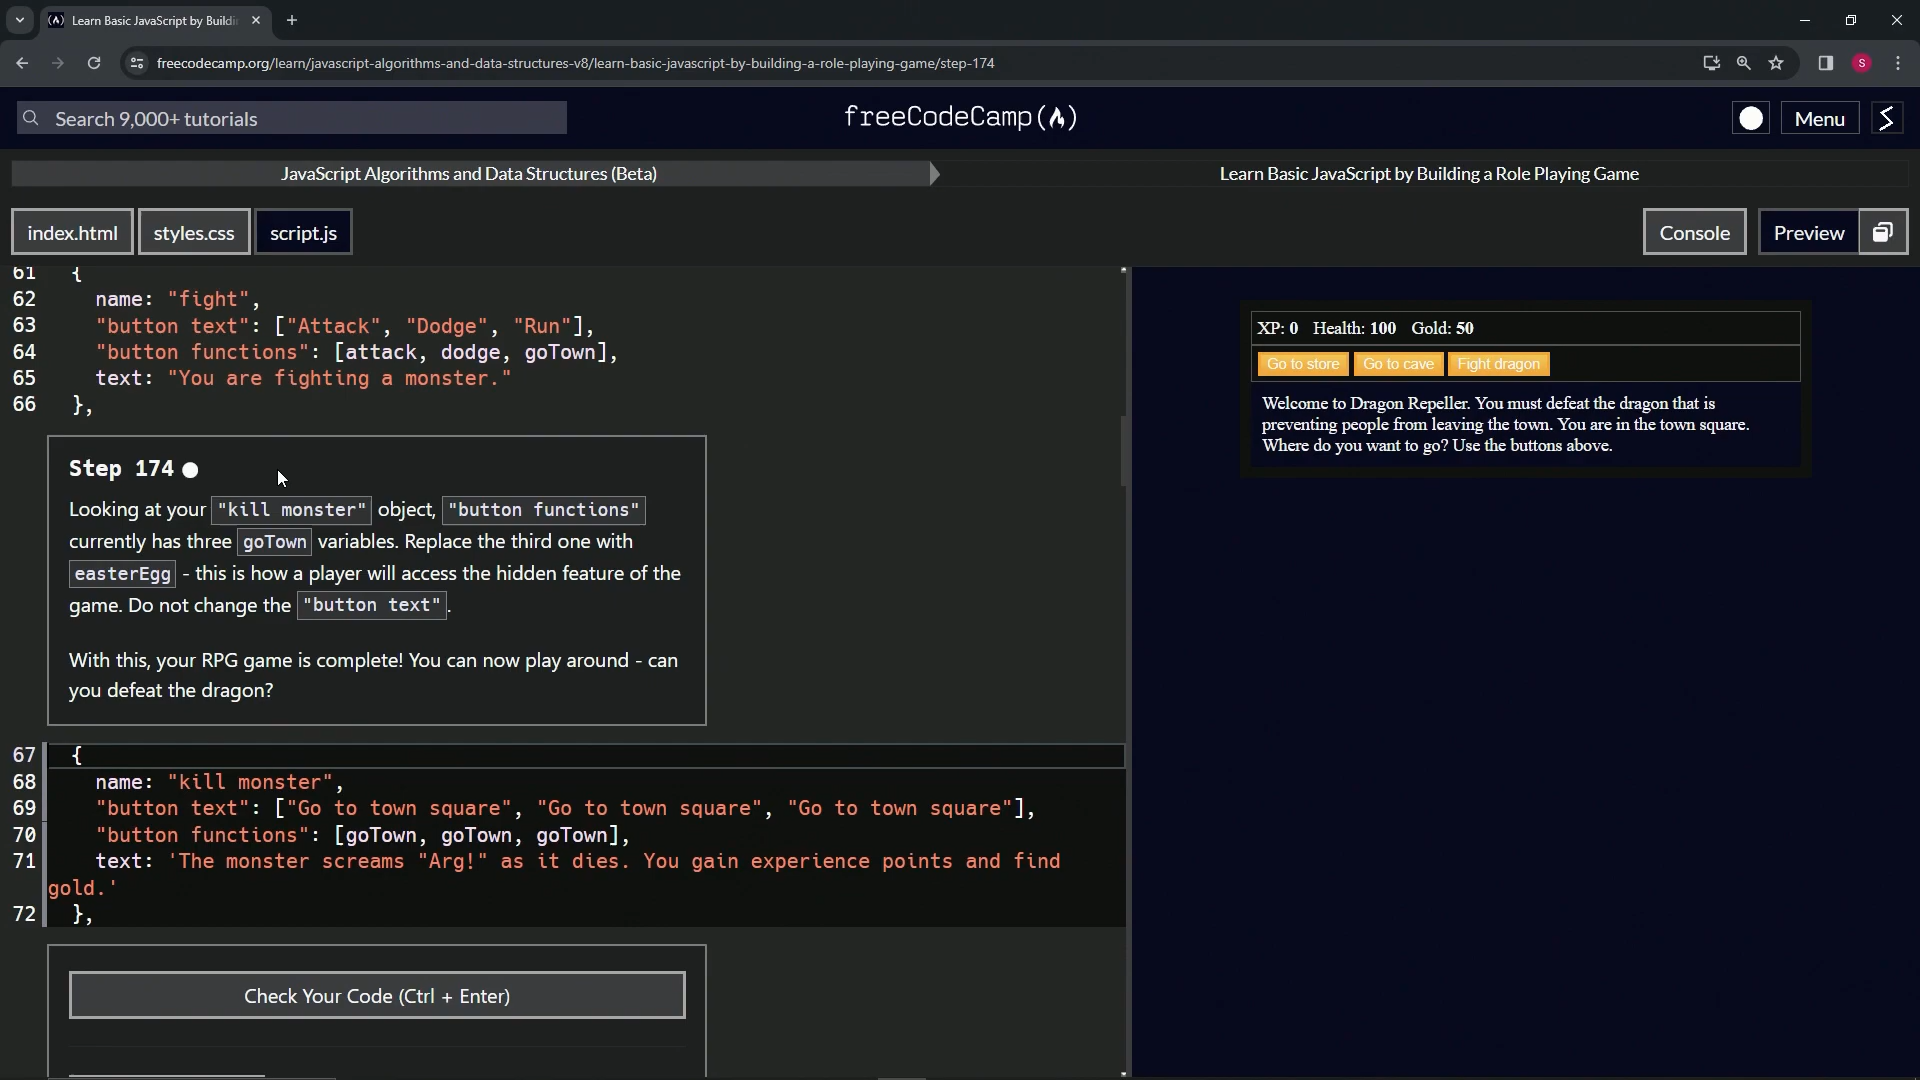 Learn Basic JavaScript by Buildin
freecodecamp.org/learn/javascript-algorithms-and-data-structures-v8/learn-basic-javascript-by-building-a-role-playing-game/step-174
S
Search 9,000+ tutorials
freeCodeCamp(🔥)
Menu
JavaScript Algorithms and Data Structures (Beta)
Learn Basic JavaScript by Building a Role Playing Game
index.html
styles.css
script.js
Console
Preview
61 {
62 name: "fight",
63 "button text": ["Attack", "Dodge", "Run"],
64 "button functions": [attack, dodge, goTown],
65 text: "You are fighting a monster."
66 },
Step 174
Looking at your "kill monster" object, "button functions"
currently has three goTown variables. Replace the third one with
easterEgg - this is how a player will access the hidden feature of the
game. Do not change the "button text".
With this, your RPG game is complete! You can now play around - can
you defeat the dragon?
67 {
68 name: "kill monster",
69 "button text": ["Go to town square", "Go to town square", "Go to town square"],
70 "button functions": [goTown, goTown, goTown],
71 text: 'The monster screams "Arg!" as it dies. You gain experience points and find
gold.'
72 },
Check Your Code (Ctrl + Enter)
XP: 0 Health: 100 Gold: 50
Go to store
Go to cave
Fight dragon
Welcome to Dragon Repeller. You must defeat the dragon that is
preventing people from leaving the town. You are in the town square.
Where do you want to go? Use the buttons above.